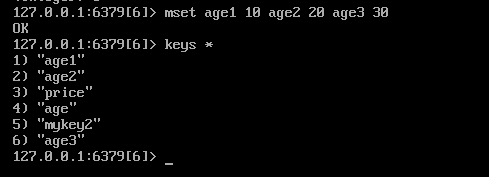 127.0.0.1:6379[6]> mset age1 10 age2 20 age3 30
OK
127.0.0.1:6379[6]> keys *
1) "age1"
2) "age2"
3) "price"
4) "age"
5) "mykey2"
6) "age3"
127.0.0.1:6379[6]> _